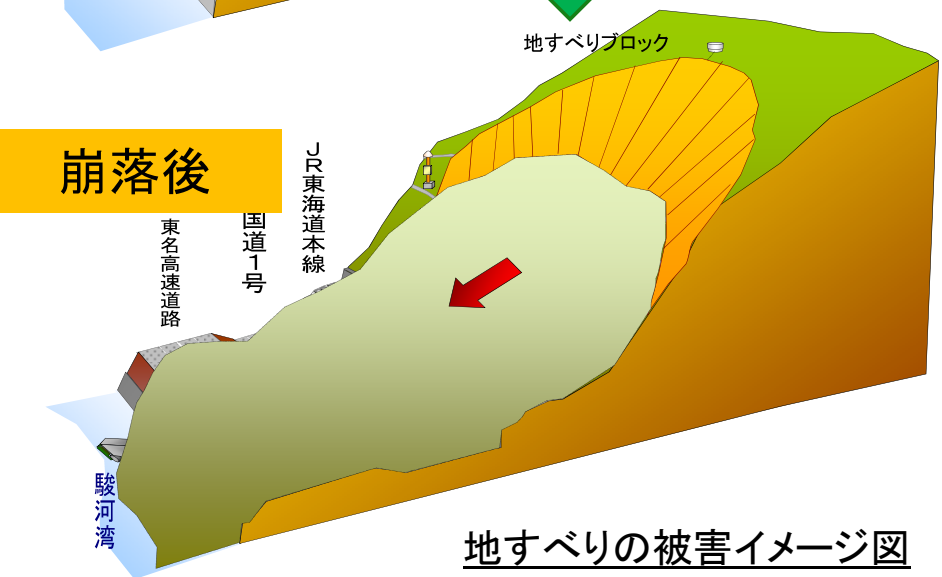 地すべりブロック
崩落後
JR東海道本線
国道1号
東名高速道路
駿河湾
地すべりの被害イメージ図